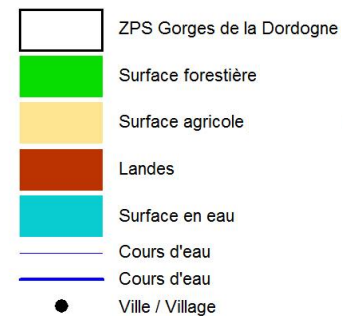 ZPS Gorges de la Dordogne
Surface forestière
Surface agricole
Landes
Surface en eau
Cours d'eau
Cours d'eau
Ville / Village